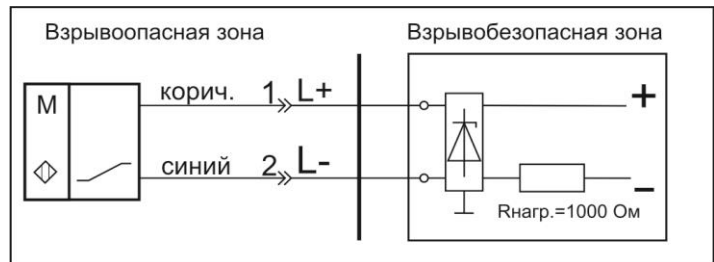 Взрывоопасная зона
Взрывобезопасная зона
М
корич. 1 L+
+
синий 2 L-
–
Rнагр.=1000 Ом